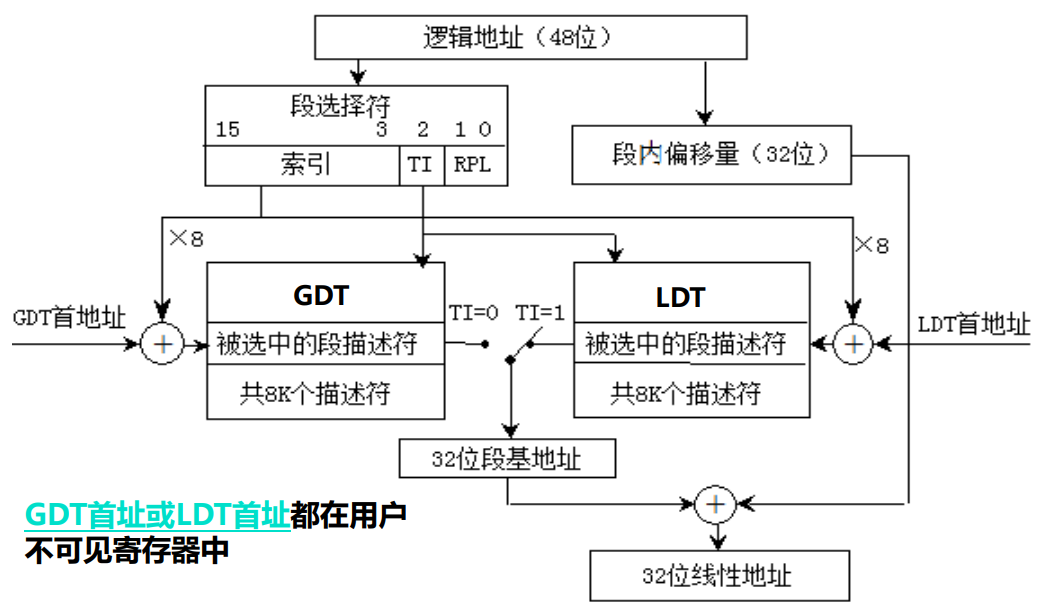 逻辑地址（48位）
段选择符
15 3 2 1 0
索引 TI RPL
段内偏移量（32位）
×8
×8
GDT
LDT
GDT首地址
TI=0 TI=1
LDT首地址
被选中的段描述符
被选中的段描述符
共8K个描述符
共8K个描述符
32位段基地址
GDT首址或LDT首址都在用户
不可见寄存器中
32位线性地址